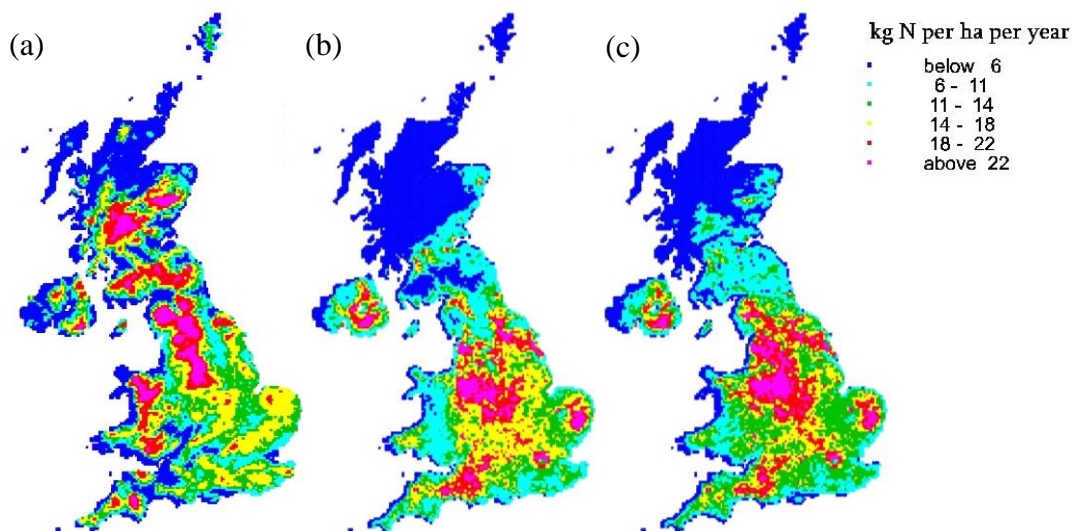 (a)
(b)
(c)
kg N per ha per year
below 6
6 - 11
11 - 14
14 - 18
18 - 22
above 22